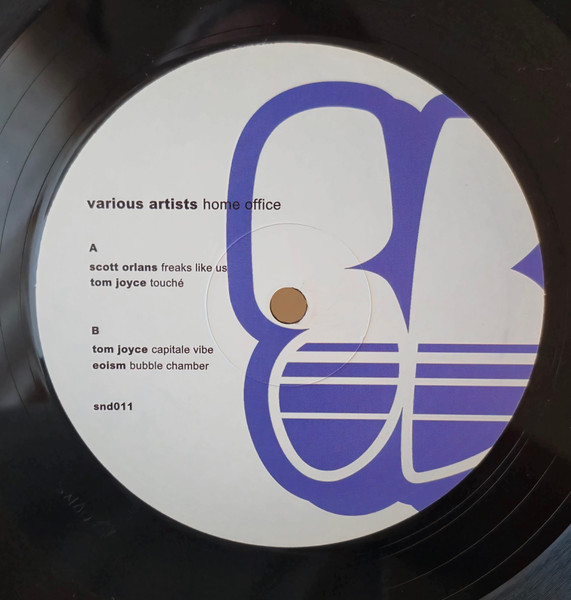 various artists home office
A
scott orlans freaks like us
tom joyce touché
B
tom joyce capitale vibe
eoism bubble chamber
snd011